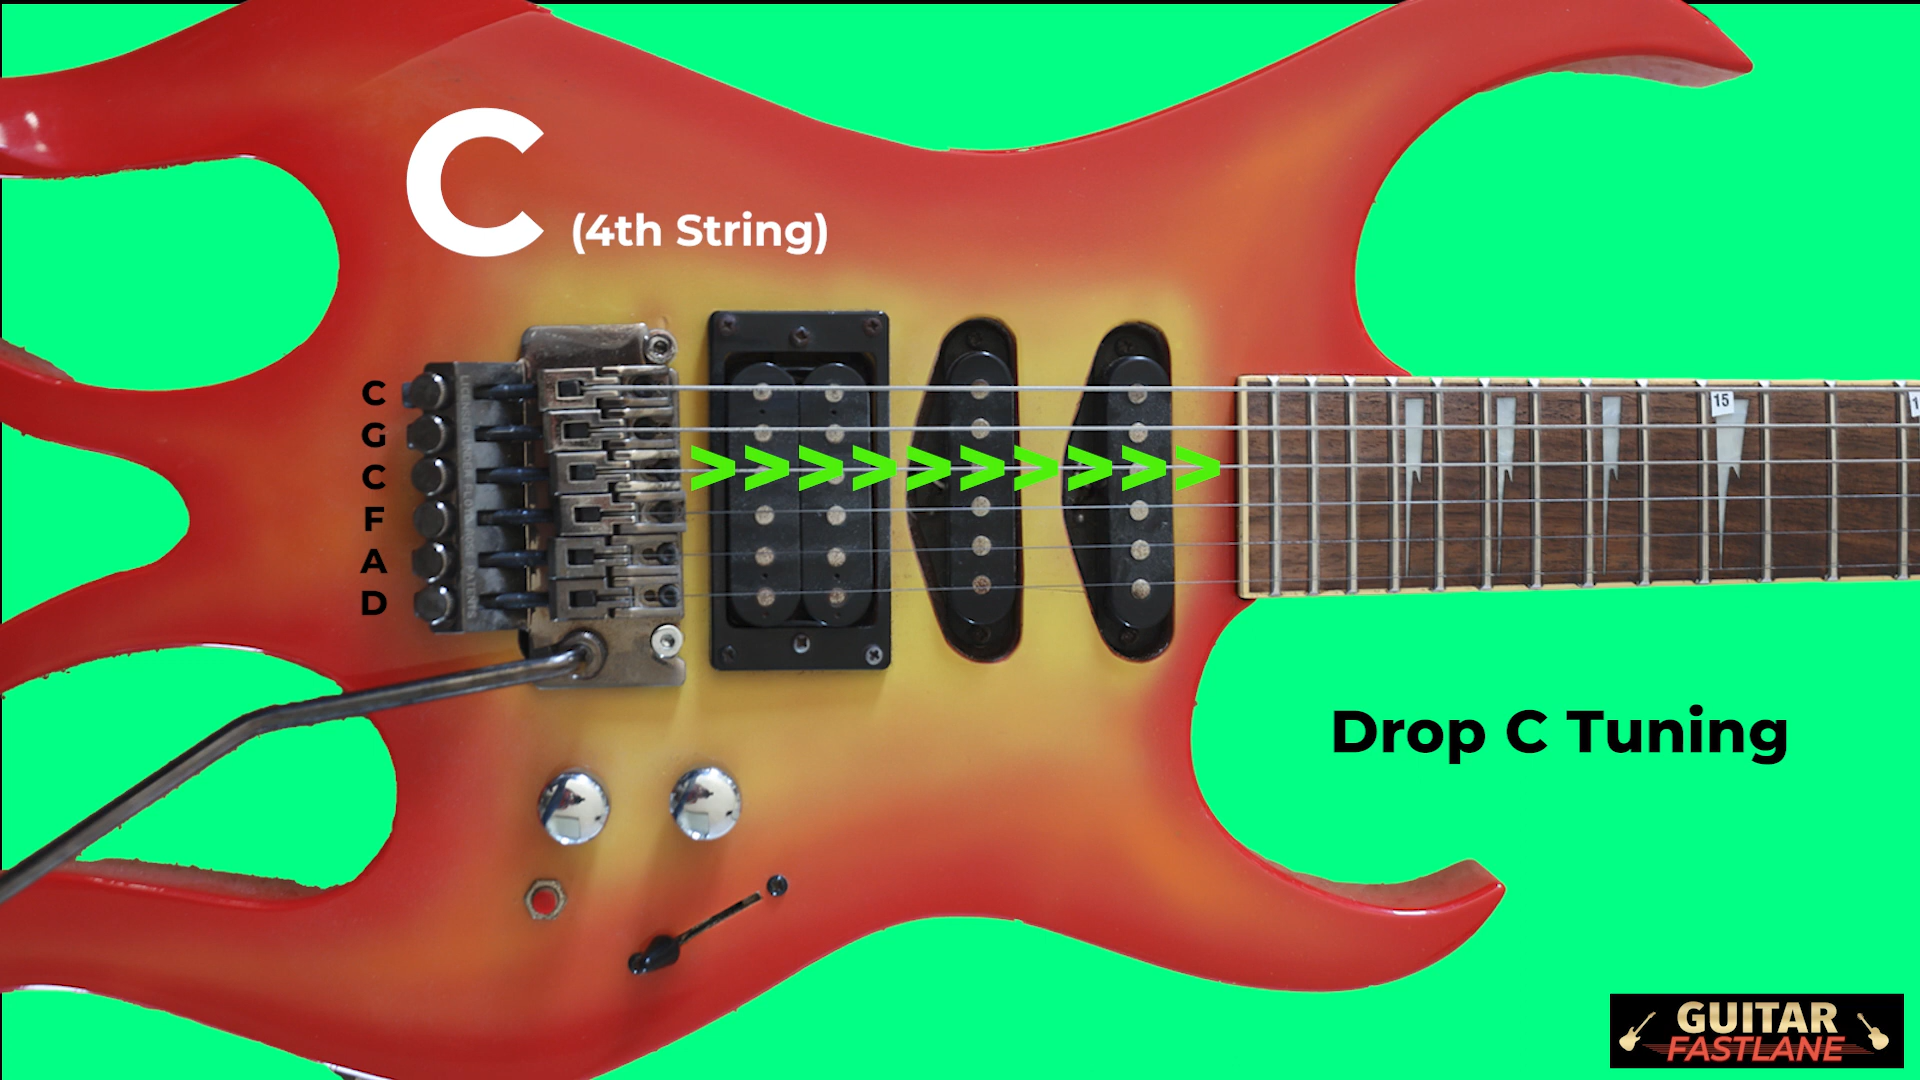 C (4th String)
C
G
C
F
A
D
>>>>>>>>>>
15
Drop C Tuning
GUITAR
FASTLANE